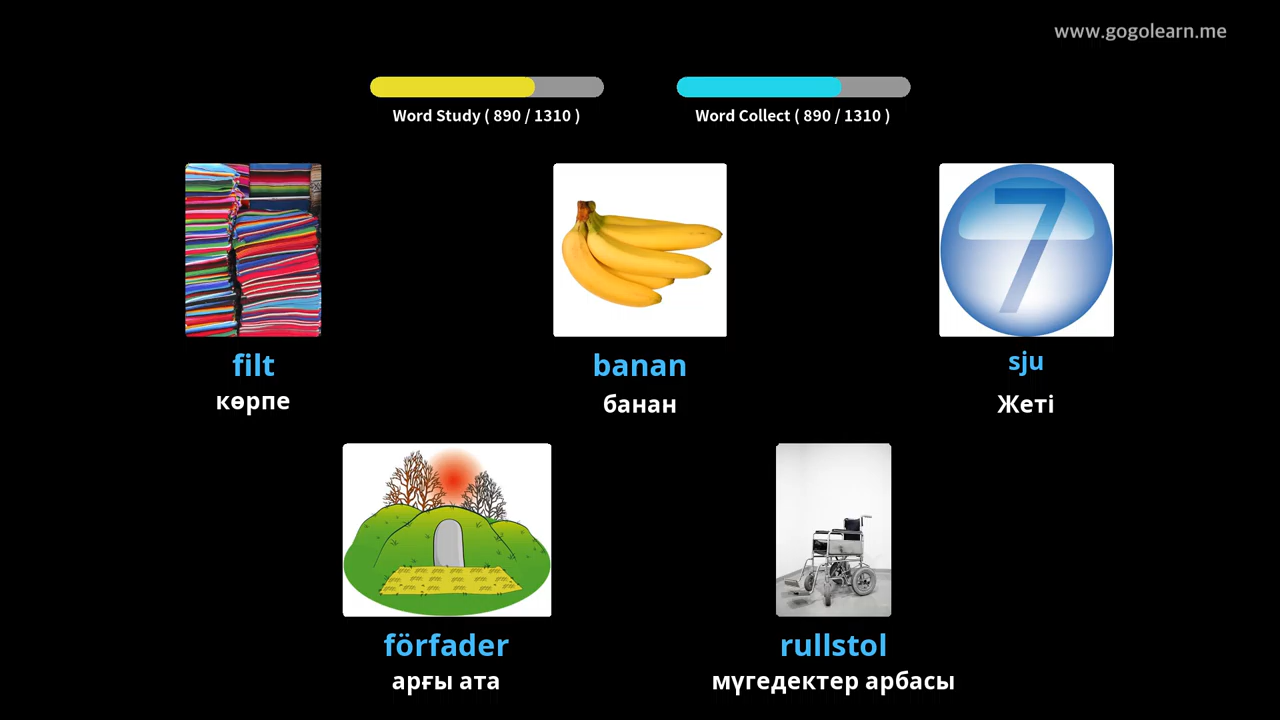 www.gogolearn.me
Word Study ( 890 / 1310 )
Word Collect ( 890 / 1310 )
7
filt
көрпе
banan
банан
sju
Жеті
förfader
арғы ата
rullstol
мүгедектер арбасы